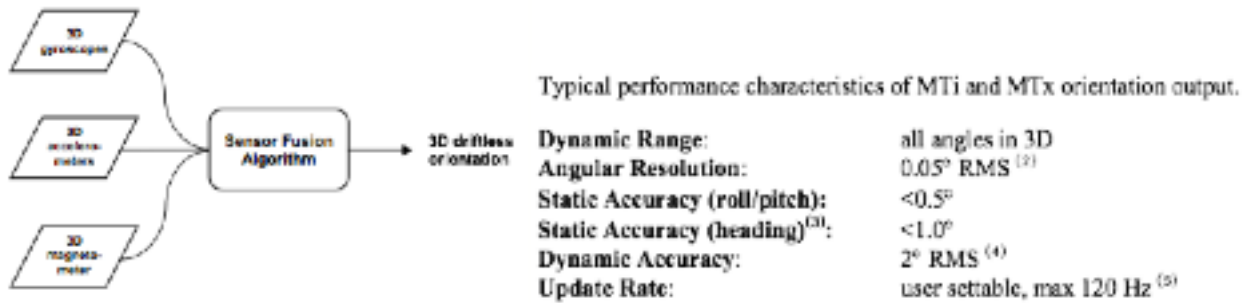 3D
gyroscopes
3D
accelero-
meters
3D
magneto-
meter
Sensor Fusion
Algorithm
3D driftless
orientation
Typical performance characteristics of MTi and MTx orientation output.
Dynamic Range: all angles in 3D
Angular Resolution: 0.05° RMS (2)
Static Accuracy (roll/pitch): <0.5°
Static Accuracy (heading)(3): <1.0°
Dynamic Accuracy: 2° RMS (4)
Update Rate: user settable, max 120 Hz (5)